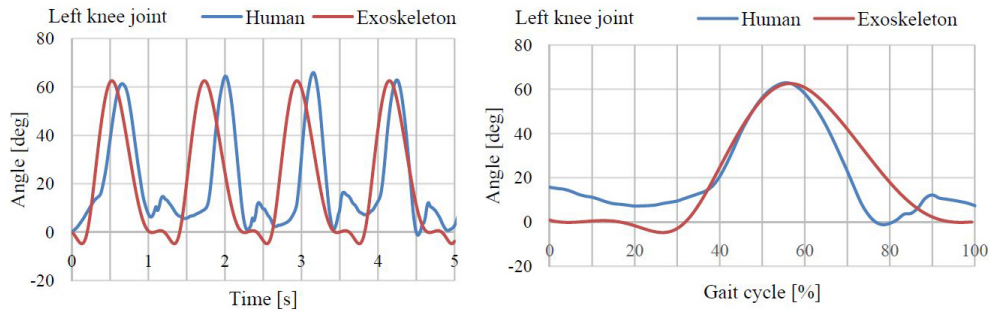 Left knee joint Human Exoskeleton
80
60
40
20
0
-20
Angle [deg]
0 1 2 3 4 5
Time [s]
Left knee joint Human Exoskeleton
80
60
40
20
0
-20
Angle [deg]
0 20 40 60 80 100
Gait cycle [%]